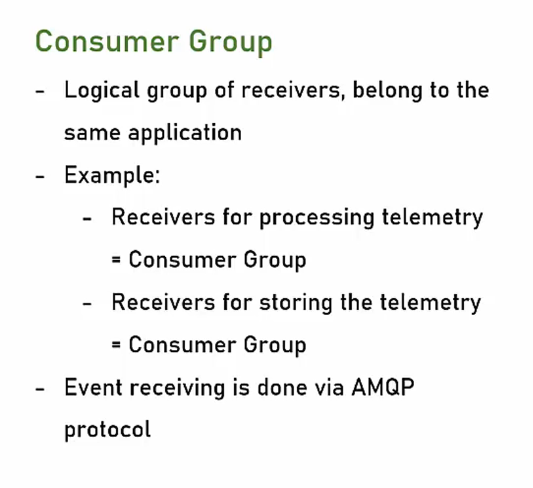 Consumer Group
- Logical group of receivers, belong to the
same application
- Example:
- Receivers for processing telemetry
= Consumer Group
- Receivers for storing the telemetry
= Consumer Group
- Event receiving is done via AMQP
protocol